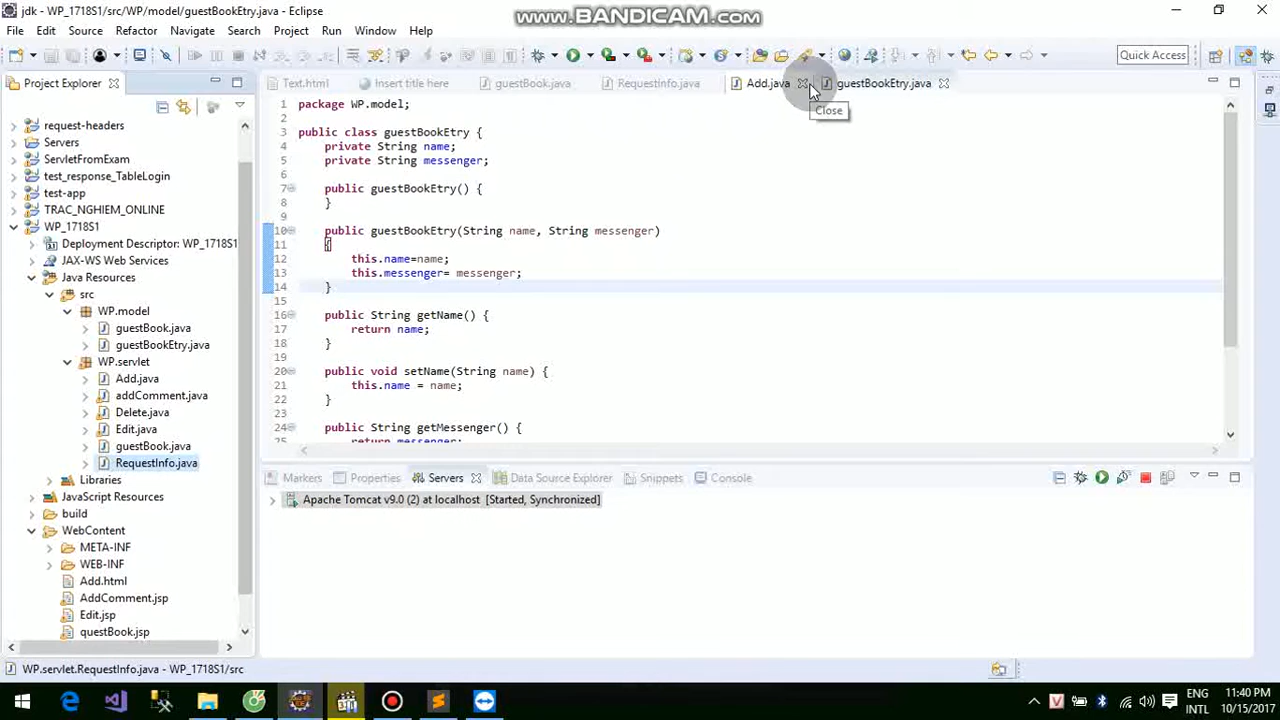 jdk - WP_1718S1/src/WP/model/guestBookEtry.java - Eclipse
www.BANDICAM.com
File Edit Source Refactor Navigate Search Project Run Window Help
Quick Access
Project Explorer
Text.html
Insert title here
guestBook.java
RequestInfo.java
Add.java
guestBookEtry.java
Close
request-headers
Servers
ServletFromExam
test_response_TableLogin
test-app
TRAC_NGHIEM_ONLINE
WP_1718S1
Deployment Descriptor: WP_1718S1
JAX-WS Web Services
Java Resources
src
WP.model
guestBook.java
guestBookEtry.java
WP.servlet
Add.java
addComment.java
Delete.java
Edit.java
guestBook.java
RequestInfo.java
Libraries
JavaScript Resources
build
WebContent
META-INF
WEB-INF
Add.html
AddComment.jsp
Edit.jsp
questBook.jsp
1 package WP.model;
2
3 public class guestBookEtry {
4 private String name;
5 private String messenger;
6
7 public guestBookEtry() {
8 }
9
10 public guestBookEtry(String name, String messenger)
11 {
12 this.name=name;
13 this.messenger= messenger;
14 }
15
16 public String getName() {
17 return name;
18 }
19
20 public void setName(String name) {
21 this.name = name;
22 }
23
24 public String getMessenger() {
25 return messenger;
Markers
Properties
Servers
Data Source Explorer
Snippets
Console
Apache Tomcat v9.0 (2) at localhost [Started, Synchronized]
WP.servlet.RequestInfo.java - WP_1718S1/src
ENG
INTL
11:40 PM
10/15/2017